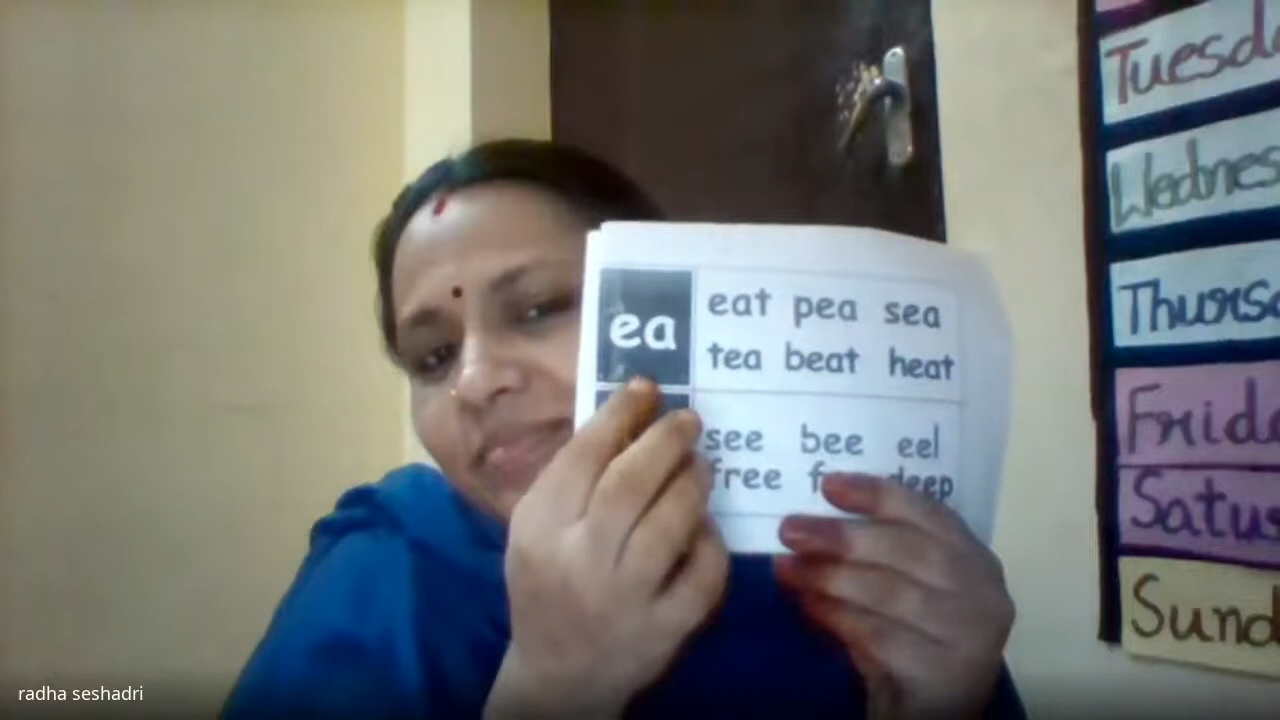 ea
eat pea sea
tea beat heat
see bee eel
free deep
Tuesd
Wednes
Thurs
Frid
Satu
Sund
radha seshadri